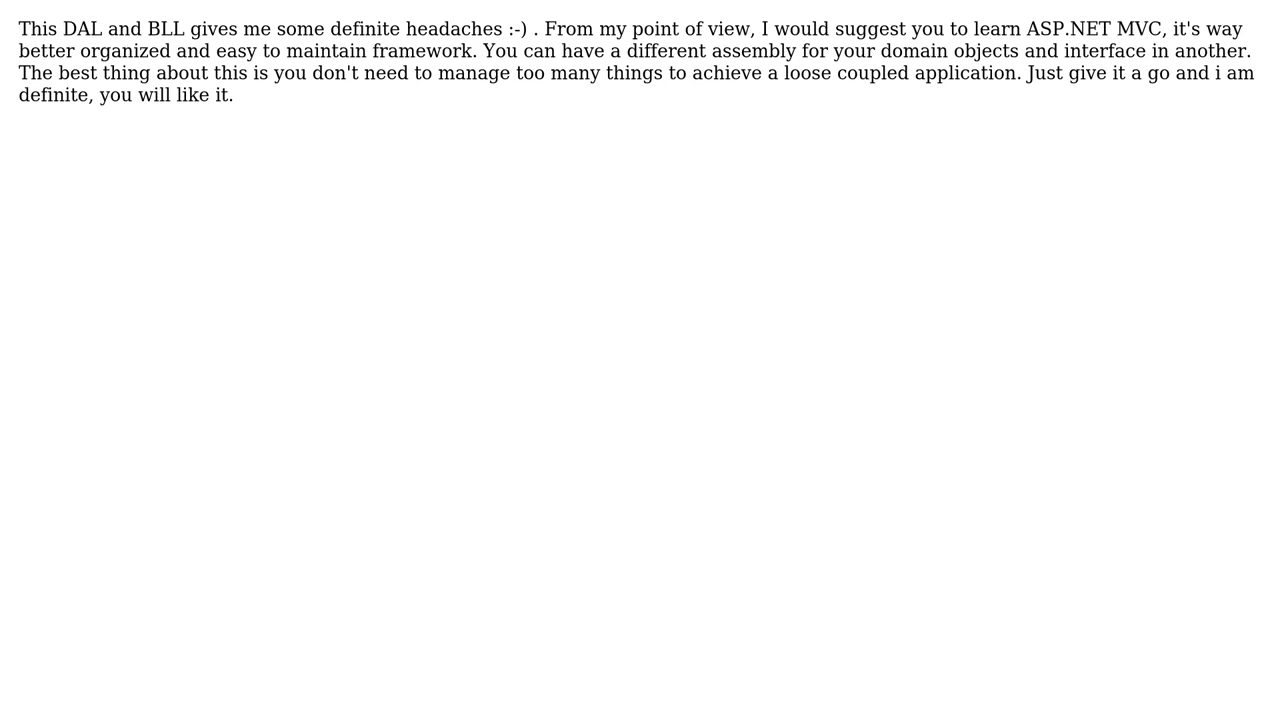 This DAL and BLL gives me some definite headaches :-) . From my point of view, I would suggest you to learn ASP.NET MVC, it's way
better organized and easy to maintain framework. You can have a different assembly for your domain objects and interface in another.
The best thing about this is you don't need to manage too many things to achieve a loose coupled application. Just give it a go and i am
definite, you will like it.